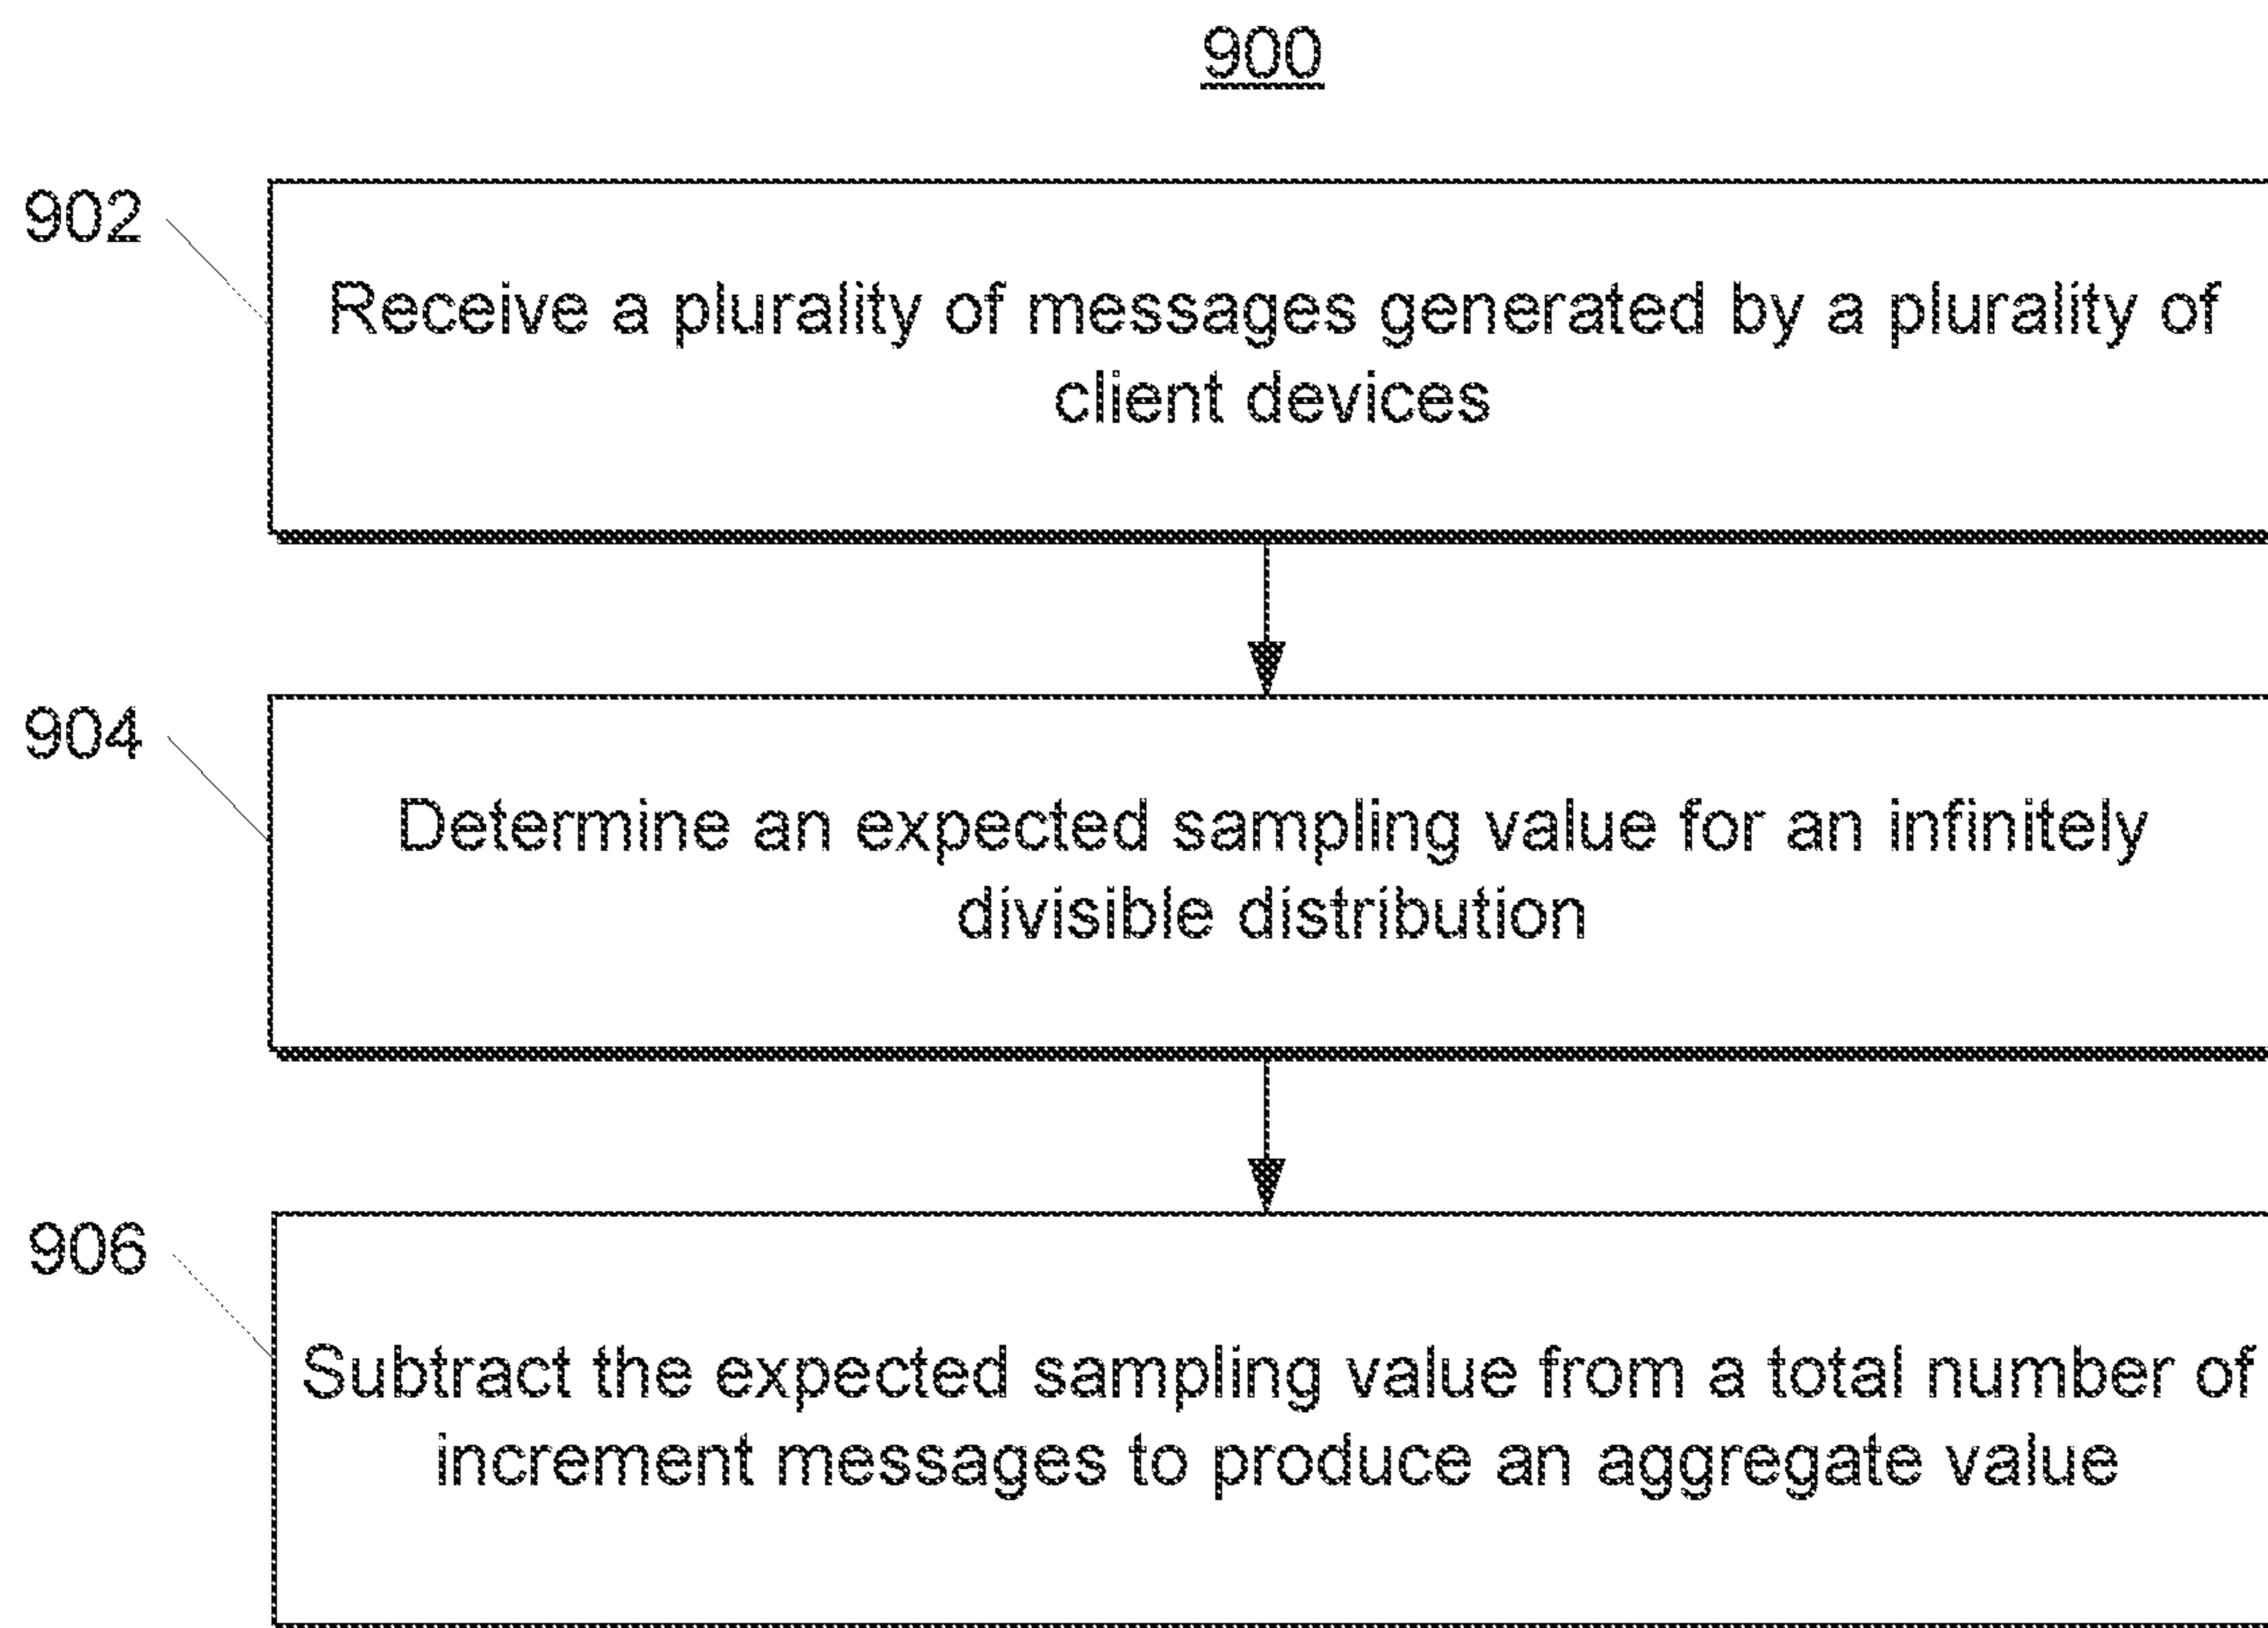 900
902
Receive a plurality of messages generated by a plurality of
client devices
904
Determine an expected sampling value for an infinitely
divisible distribution
906
Subtract the expected sampling value from a total number of
increment messages to produce an aggregate value